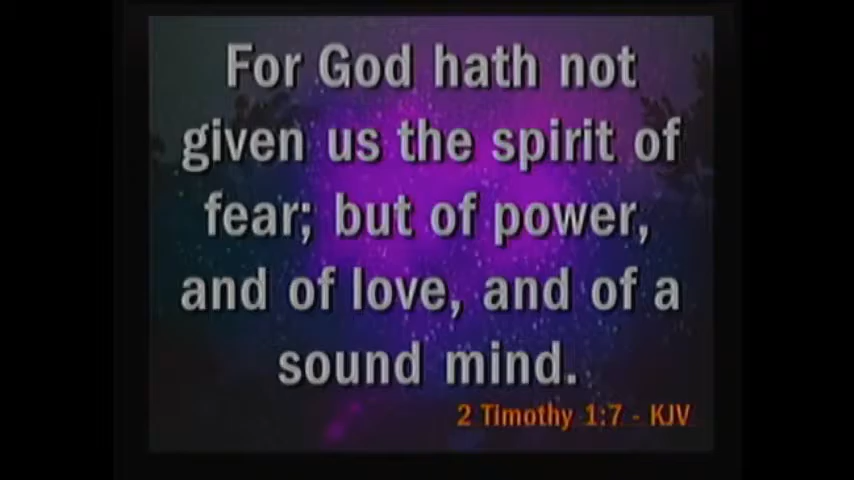 For God hath not
given us the spirit of
fear; but of power,
and of love, and of a
sound mind.
2 Timothy 1:7 - KJV